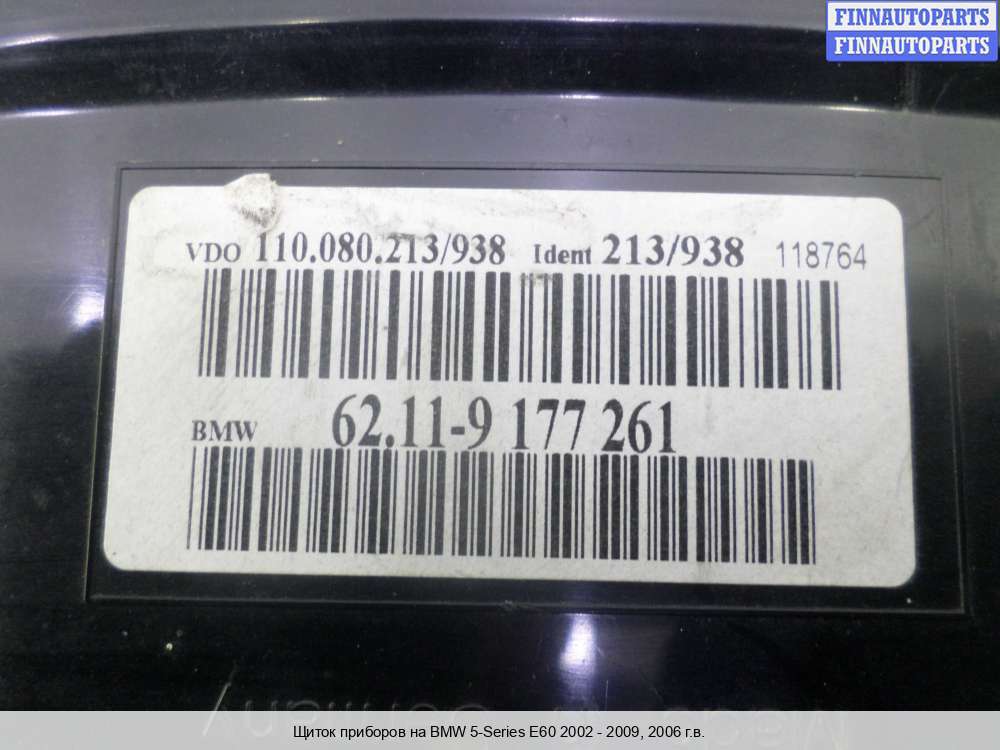 FINNAUTOPARTS
FINNAUTOPARTS
VDO 110.080.213/938 Ident 213/938 118764
BMW 62.11-9 177 261
Щиток приборов на BMW 5-Series E60 2002 - 2009, 2006 г.в.